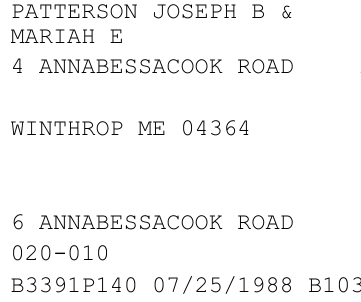 PATTERSON JOSEPH B &
MARIAH E
4 ANNABESSACOOK ROAD
WINTHROP ME 04364
6 ANNABESSACOOK ROAD
020-010
B3391P140 07/25/1988 B103